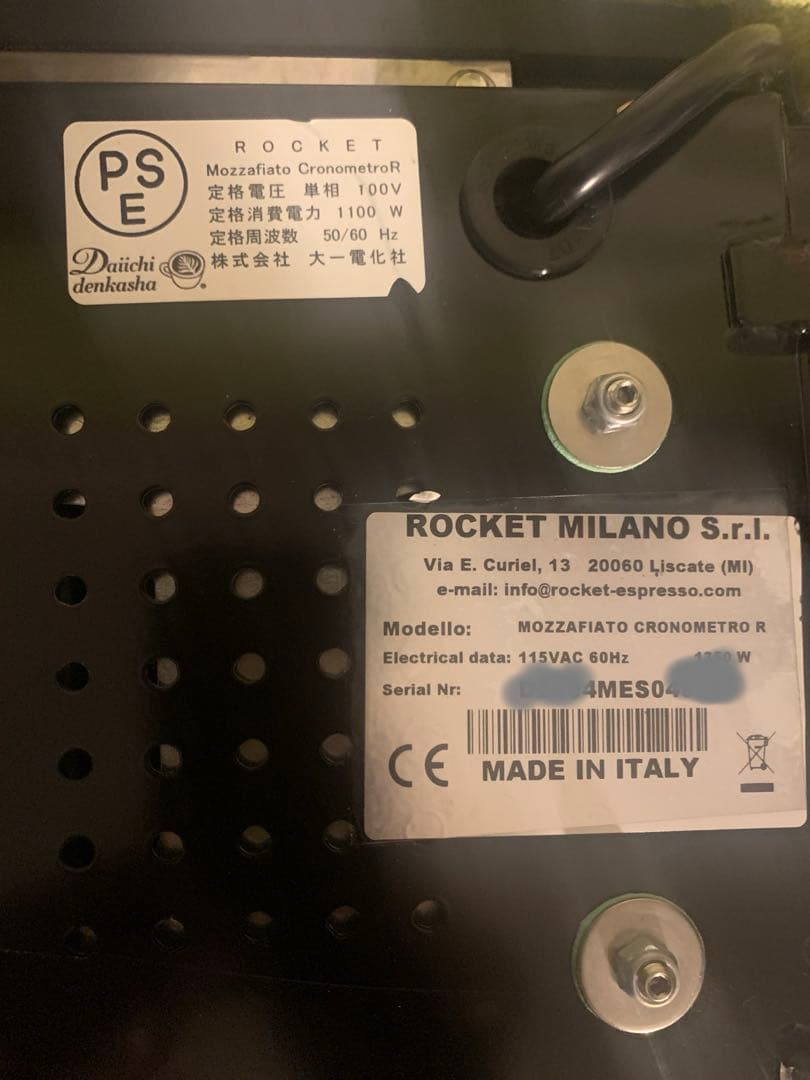 PSE
ROCKET
Mozzafiato CronometroR
定格電圧 単相 100V
定格消費電力 1100 W
定格周波数 50/60 Hz
株式会社 大一電化社
Daiichi
denkasha
ROCKET MILANO S.r.l.
Via E. Curiel, 13 20060 Liscate (MI)
e-mail: info@rocket-espresso.com
Modello: MOZZAFIATO CRONOMETRO R
Electrical data: 115VAC 60Hz W
Serial Nr: 4MES04
CE
MADE IN ITALY